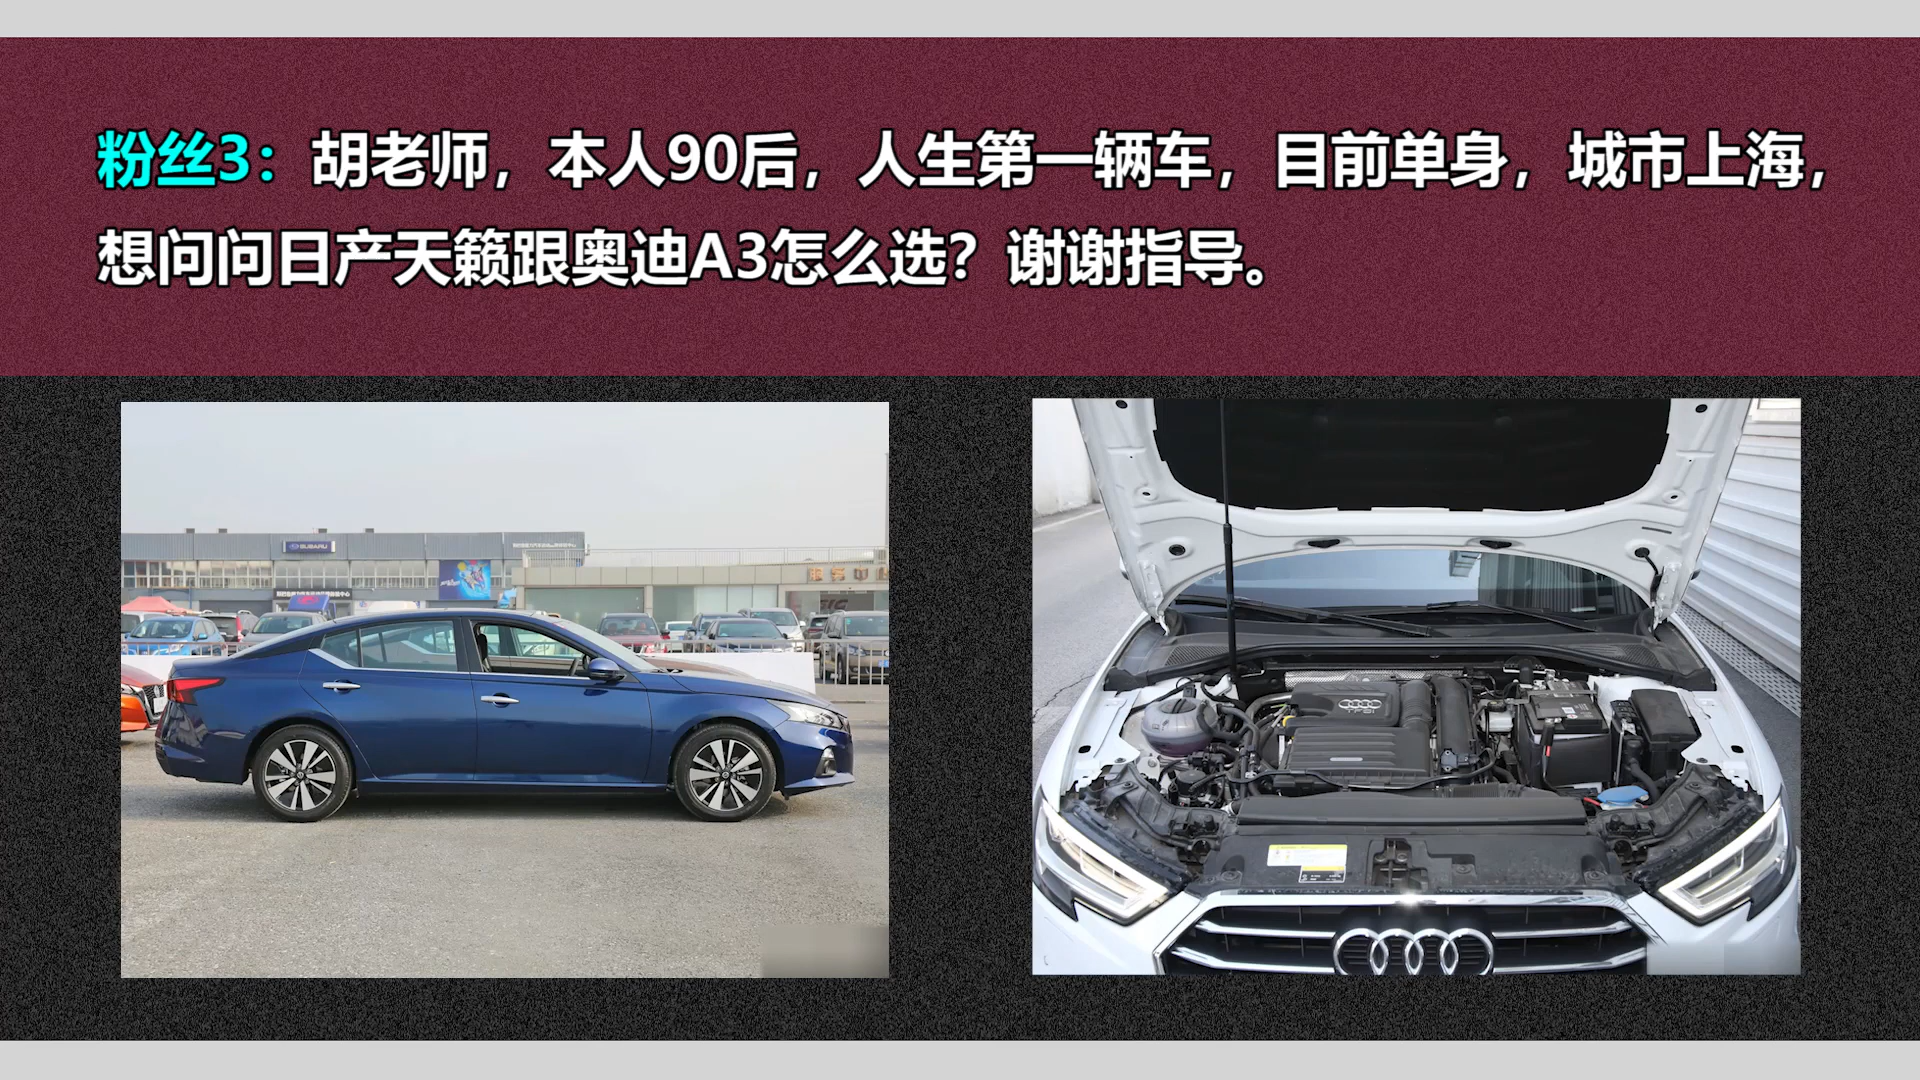 粉丝3：胡老师，本人90后，人生第一辆车，目前单身，城市上海，
想问问日产天籁跟奥迪A3怎么选？谢谢指导。
SUBARU
TFSI